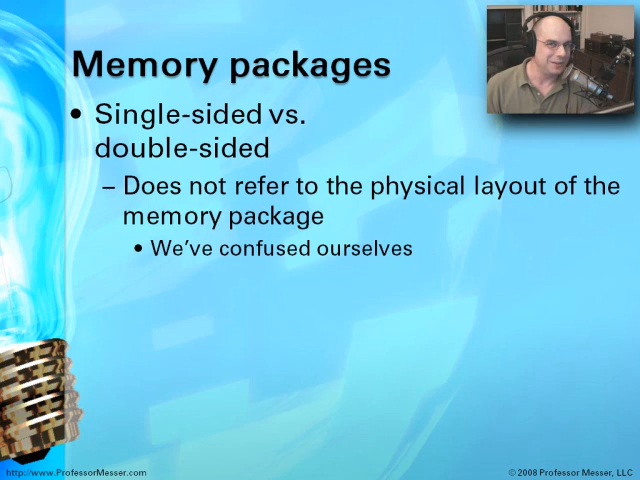 Memory packages
• Single-sided vs.
double-sided
– Does not refer to the physical layout of the
memory package
• We've confused ourselves
http://www.ProfessorMesser.com
© 2008 Professor Messer, LLC